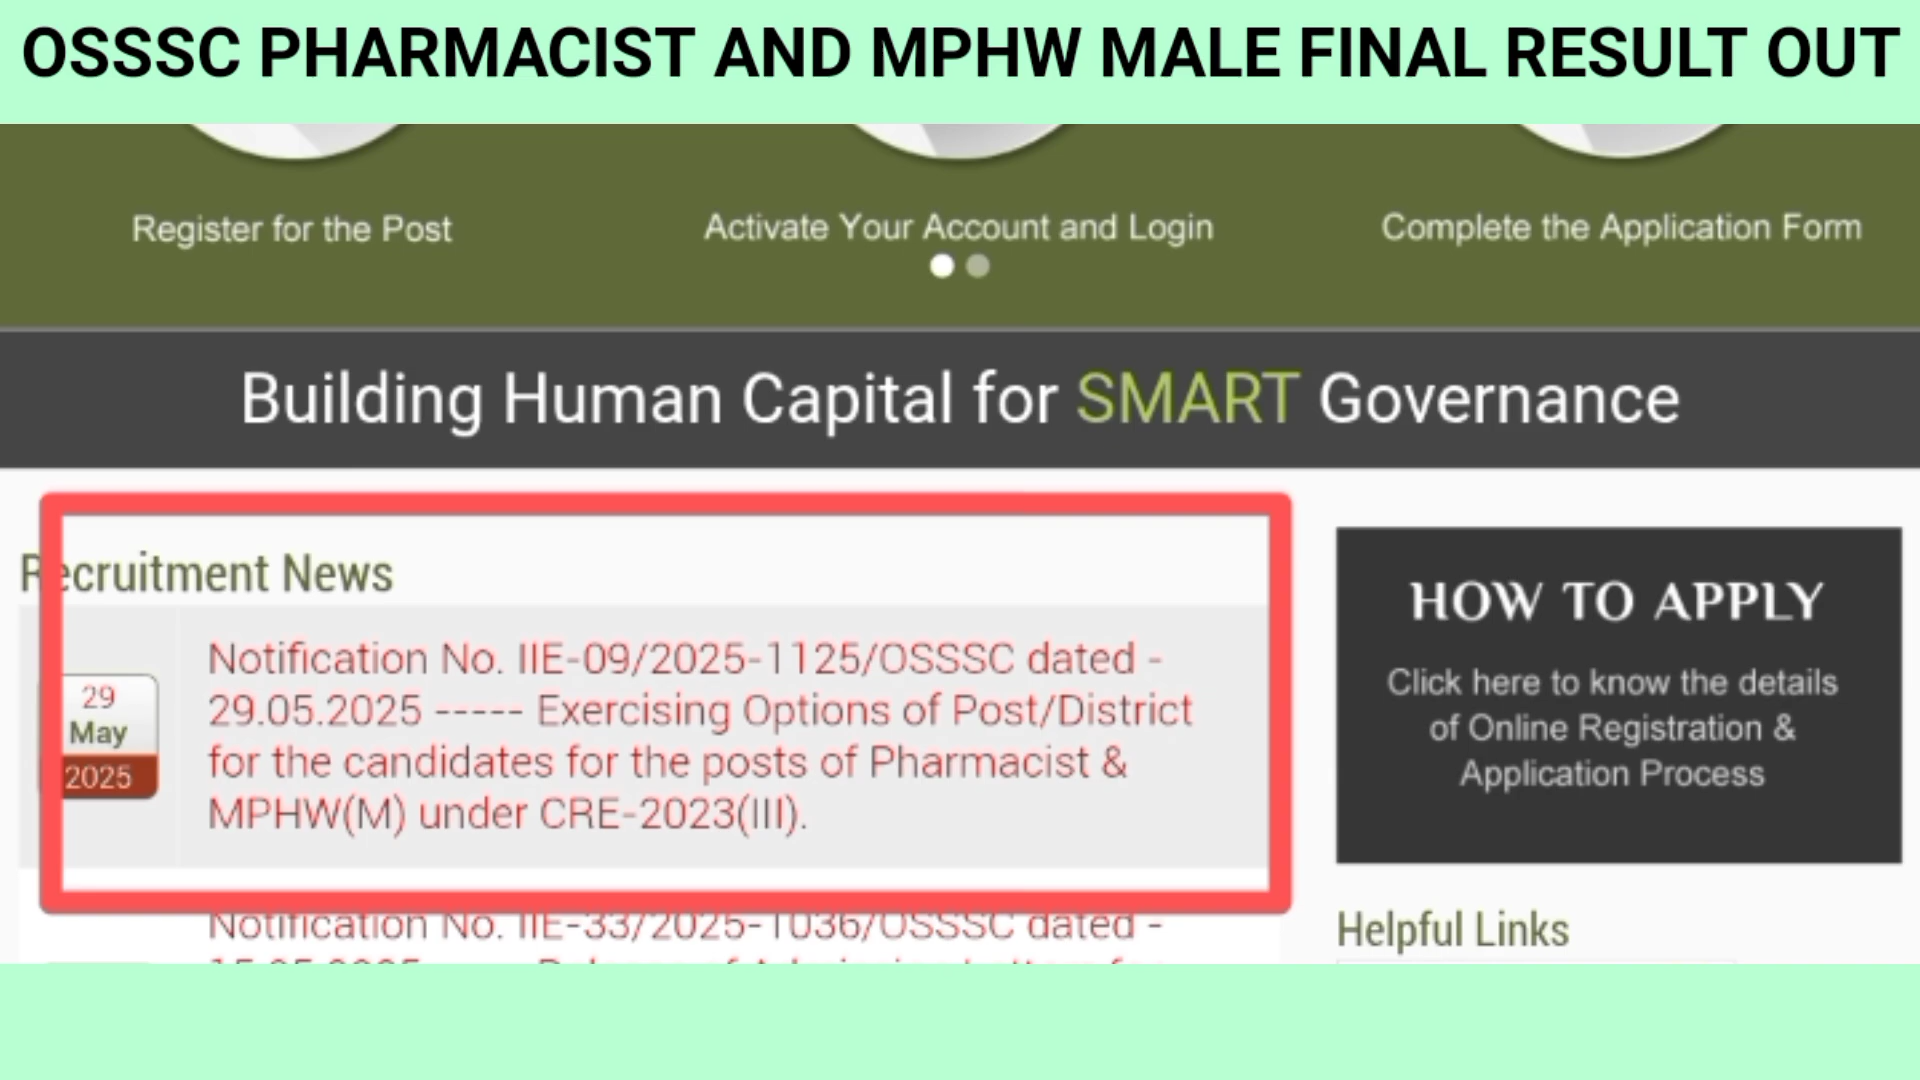 OSSSC PHARMACIST AND MPHW MALE FINAL RESULT OUT
Register for the Post
Activate Your Account and Login
Complete the Application Form
Building Human Capital for SMART Governance
Recruitment News
29
May
2025
Notification No. IIE-09/2025-1125/OSSSC dated -
29.05.2025 ----- Exercising Options of Post/District
for the candidates for the posts of Pharmacist &
MPHW(M) under CRE-2023(III).
Notification No. IIE-33/2025-1036/OSSSC dated -
HOW TO APPLY
Click here to know the details
of Online Registration &
Application Process
Helpful Links